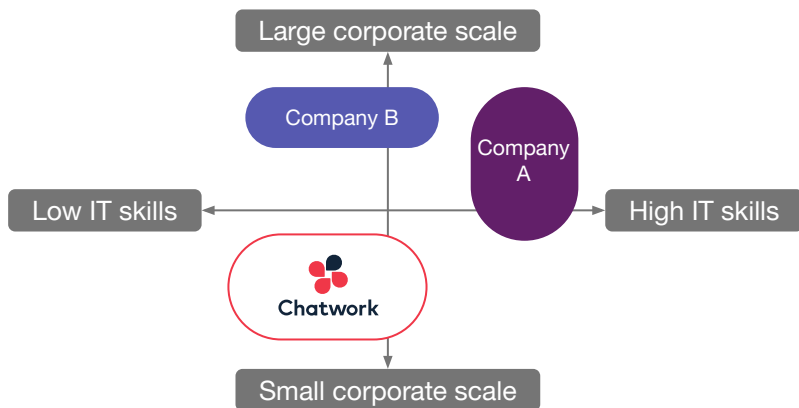 Large corporate scale
Company B
Company
A
Low IT skills
High IT skills
Chatwork
Small corporate scale